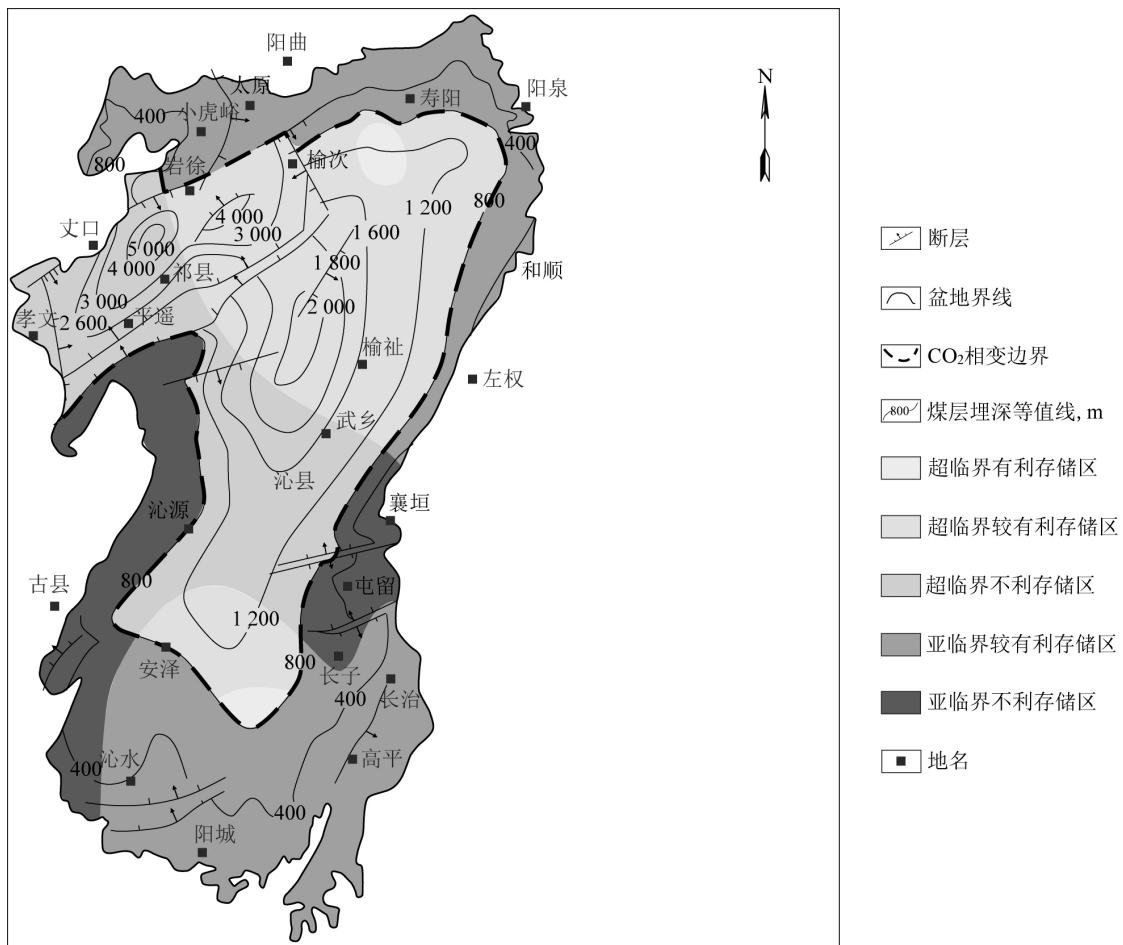 阳曲
N
太原
阳泉
寿阳
400
小虎峪
400
榆次
800
岩徐
800
1 200
4 000
丈口
3 000
1 600
5 000
1 800
4 000
祁县
和顺
3 000
2 000
2 600
平遥
孝文
榆祉
左权
武乡
沁县
襄垣
沁源
800
屯留
古县
1 200
800
长子
安泽
400
长治
沁水
高平
400
400
阳城
断层
盆地界线
CO₂相变边界
800
煤层埋深等值线, m
超临界有利存储区
超临界较有利存储区
超临界不利存储区
亚临界较有利存储区
亚临界不利存储区
地名